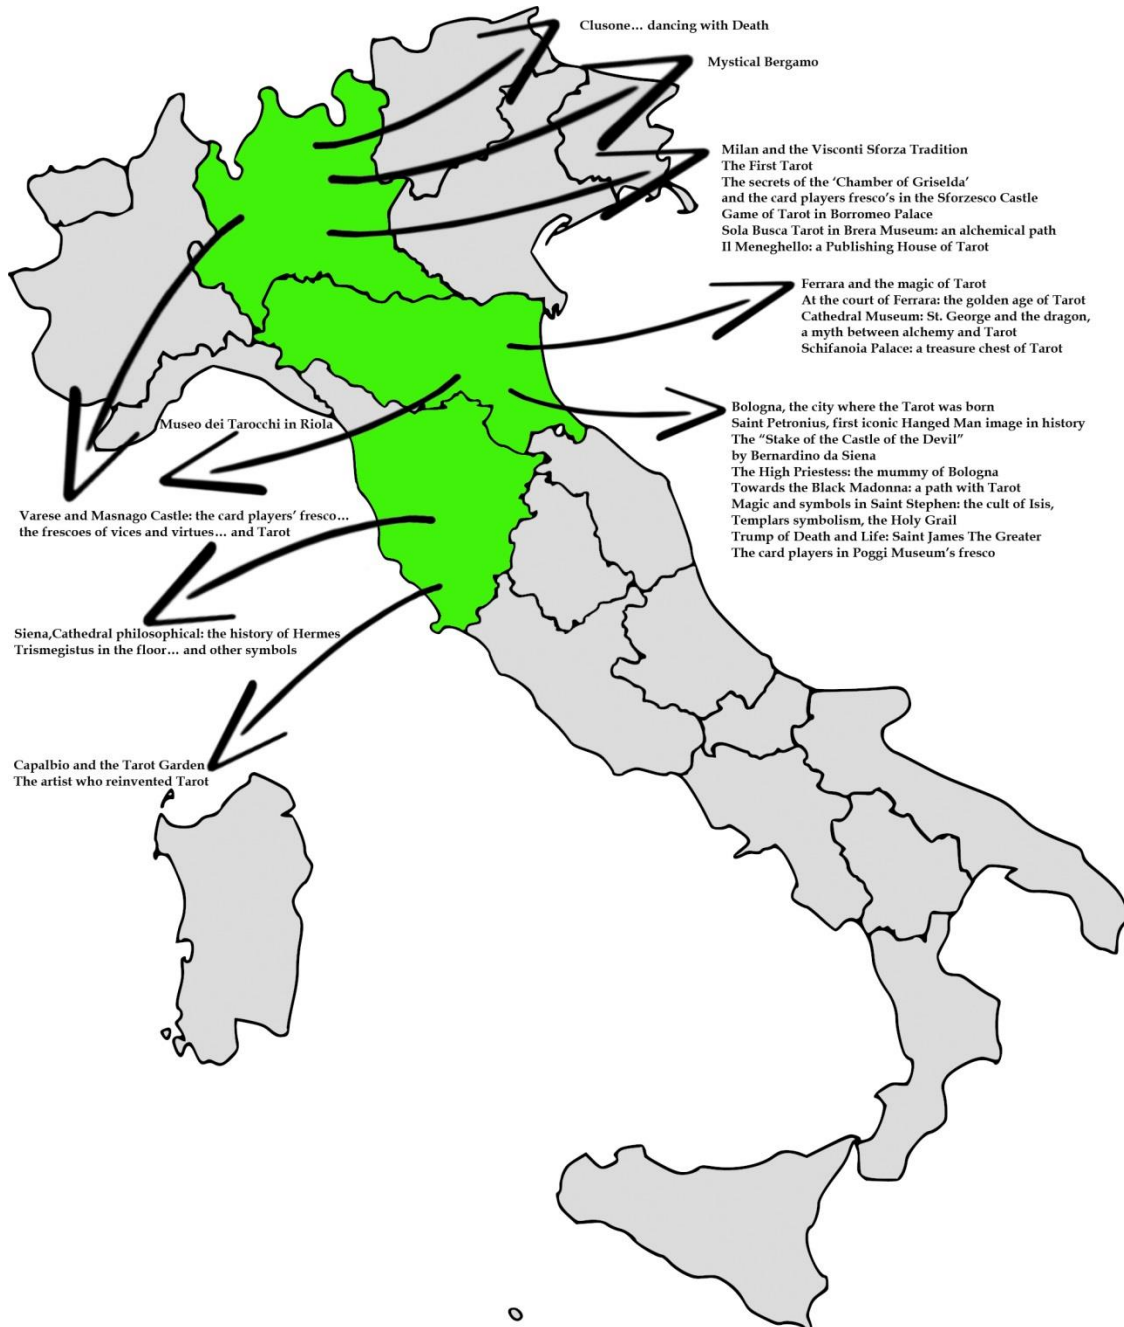 Clusone… dancing with Death
Mystical Bergamo
Milan and the Visconti Sforza Tradition
The First Tarot
The secrets of the ‘Chamber of Griselda’
and the card players fresco's in the Sforzesco Castle
Game of Tarot in Borromeo Palace
Sola Busca Tarot in Brera Museum: an alchemical path
Il Meneghello: a Publishing House of Tarot
Ferrara and the magic of Tarot
At the court of Ferrara: the golden age of Tarot
Cathedral Museum: St. George and the dragon,
a myth between alchemy and Tarot
Schifanoia Palace: a treasure chest of Tarot
Bologna, the city where the Tarot was born
Saint Petronius, first iconic Hanged Man image in history
The “Stake of the Castle of the Devil”
by Bernardino da Siena
The High Priestess: the mummy of Bologna
Towards the Black Madonna: a path with Tarot
Magic and symbols in Saint Stephen: the cult of Isis,
Templars symbolism, the Holy Grail
Trump of Death and Life: Saint James The Greater
The card players in Poggi Museum's fresco
Museo dei Tarocchi in Riola
Varese and Masnago Castle: the card players' fresco…
the frescoes of vices and virtues… and Tarot
Siena,Cathedral philosophical: the history of Hermes
Trismegistus in the floor… and other symbols
Capalbio and the Tarot Garden
The artist who reinvented Tarot